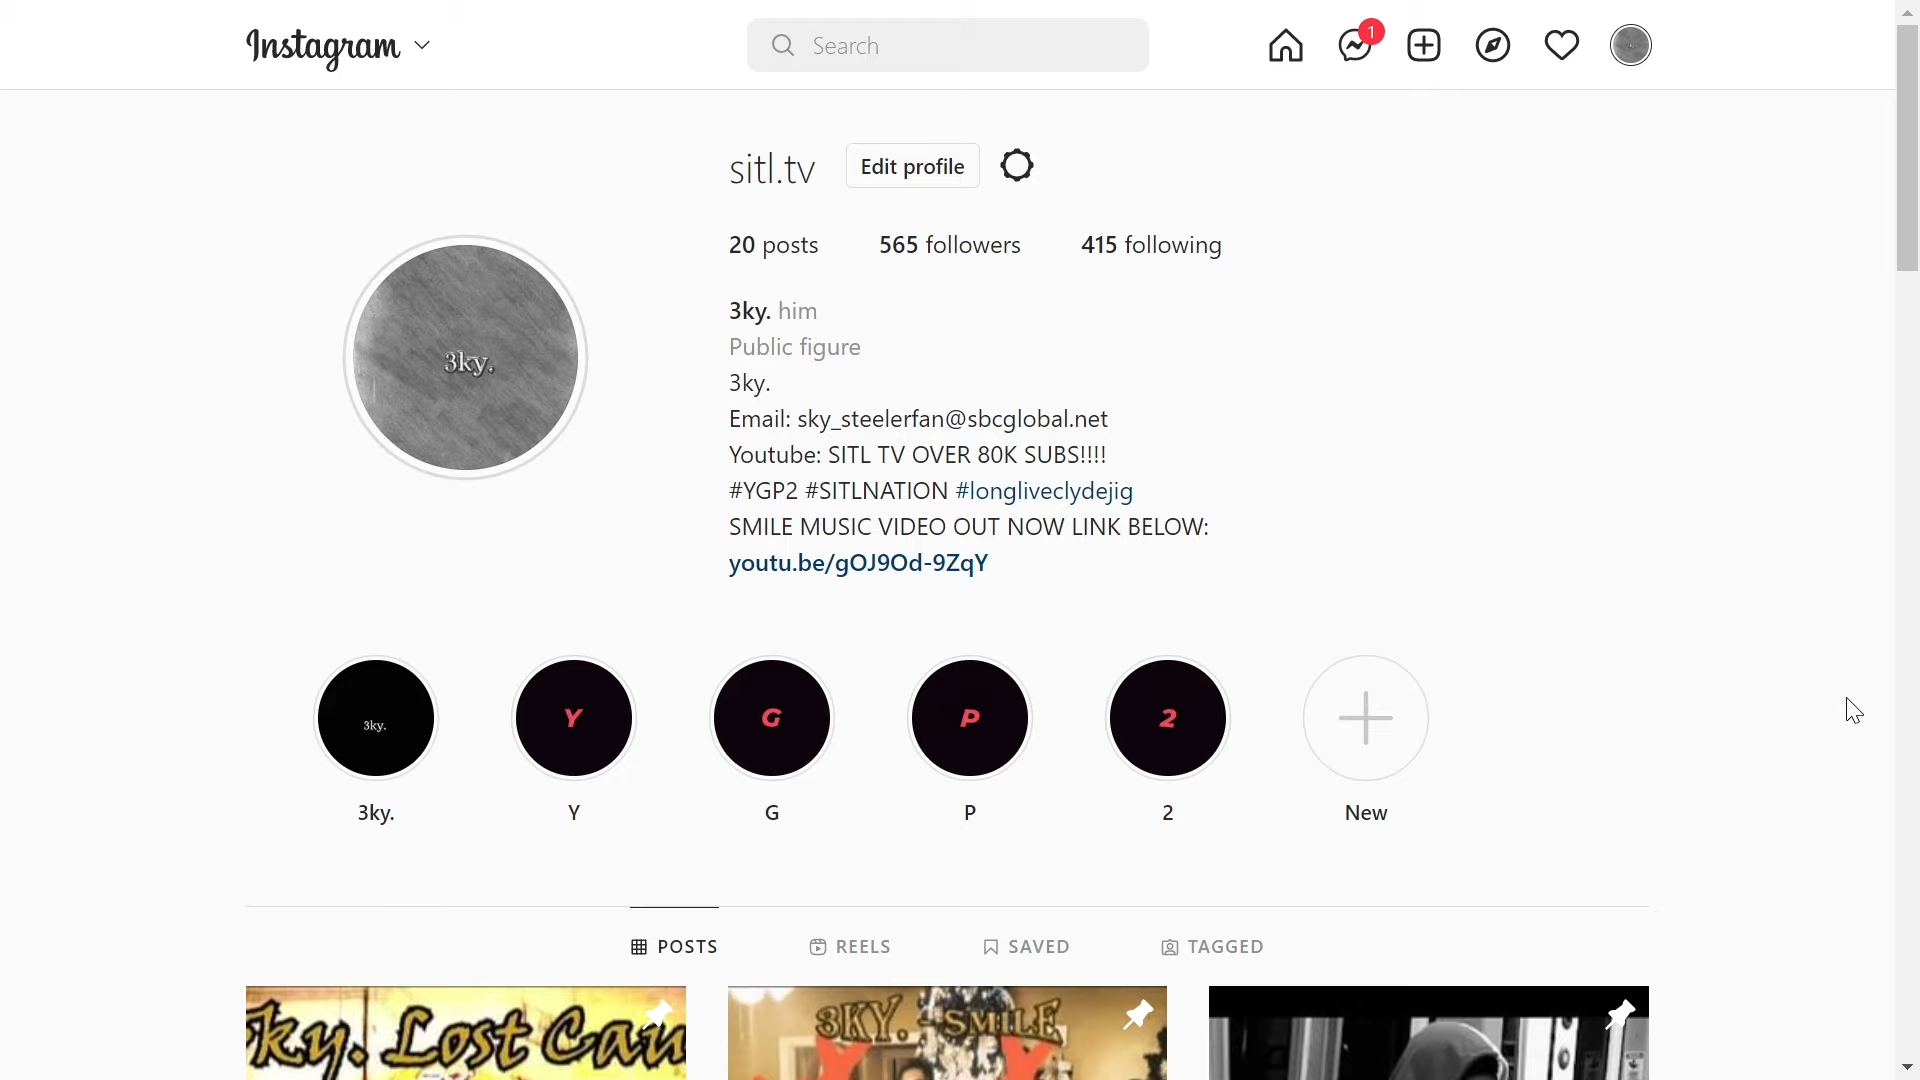 Instagram
Search
1
sitl.tv
Edit profile
20 posts
565 followers
415 following
3ky. him
Public figure
3ky.
Email: sky_steelerfan@sbcglobal.net
Youtube: SITL TV OVER 80K SUBS!!!!
#YGP2 #SITLNATION #longliveclydejig
SMILE MUSIC VIDEO OUT NOW LINK BELOW:
youtu.be/gOJ9Od-9ZqY
3ky.
3ky.
Y
G
P
2
3ky.
Y
G
P
2
New
POSTS
REELS
SAVED
TAGGED
ky. Lost Cau
3KY. - SMILE